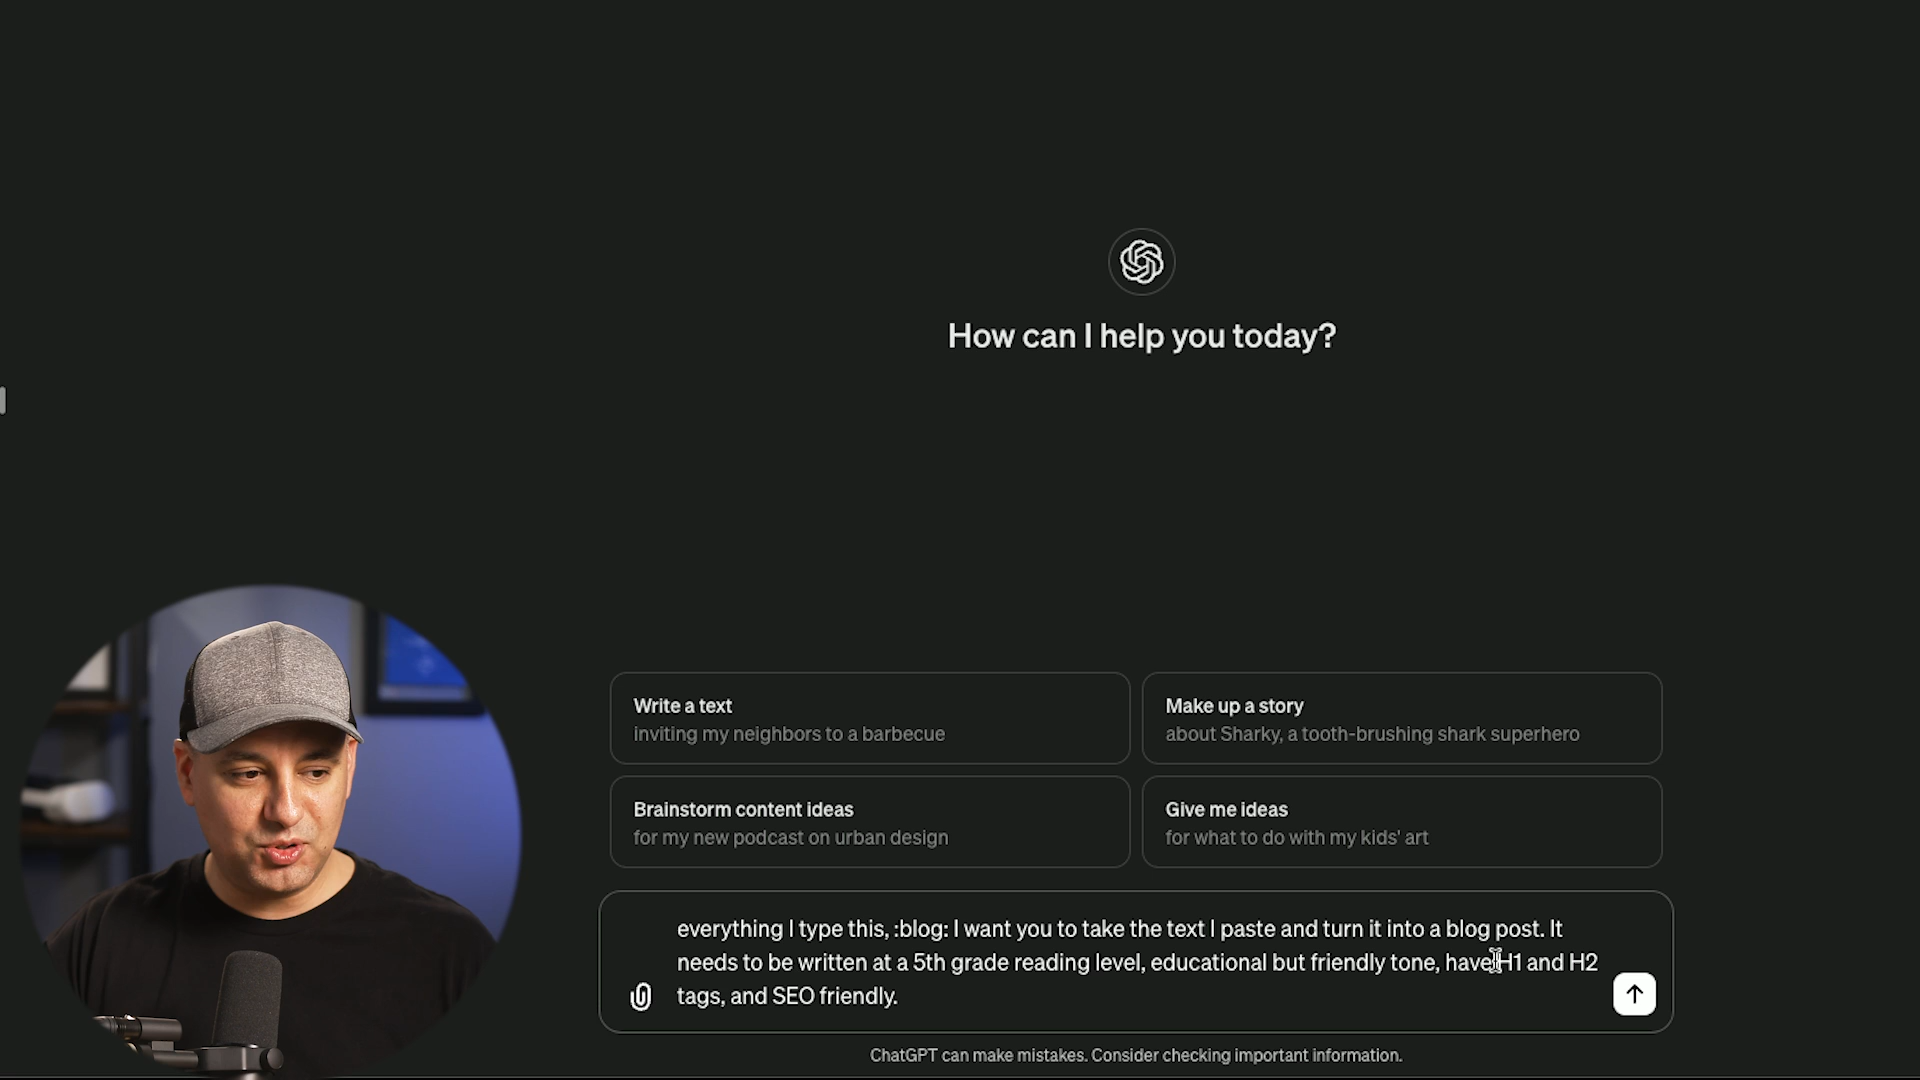 How can I help you today?
Write a text
inviting my neighbors to a barbecue
Make up a story
about Sharky, a tooth-brushing shark superhero
Brainstorm content ideas
for my new podcast on urban design
Give me ideas
for what to do with my kids' art
everything I type this, :blog: I want you to take the text I paste and turn it into a blog post. It
needs to be written at a 5th grade reading level, educational but friendly tone, have H1 and H2
tags, and SEO friendly.
ChatGPT can make mistakes. Consider checking important information.